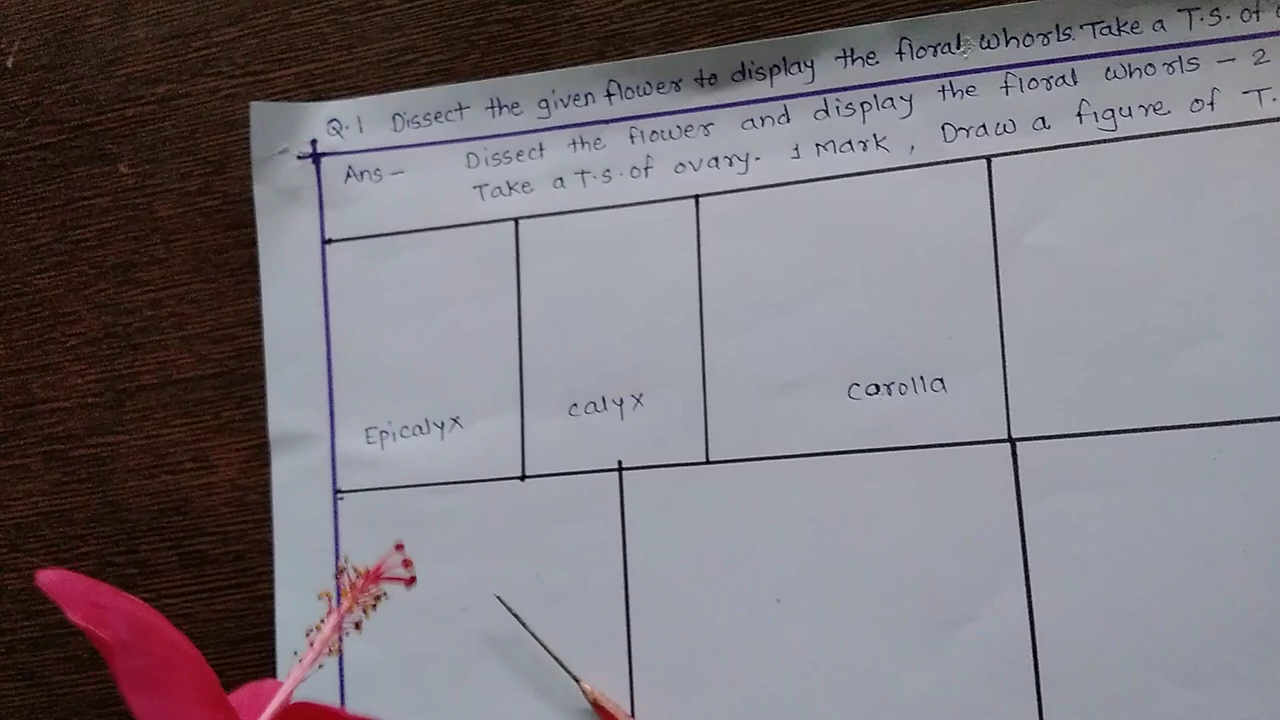 Q.1 Dissect the given flower to display the floral whorls. Take a T.S. of
Ans- Dissect the flower and display the floral whorls - 2
Take a T.S. of ovary. 1 Mark, Draw a figure of T.
Epicalyx
calyx
Carolla